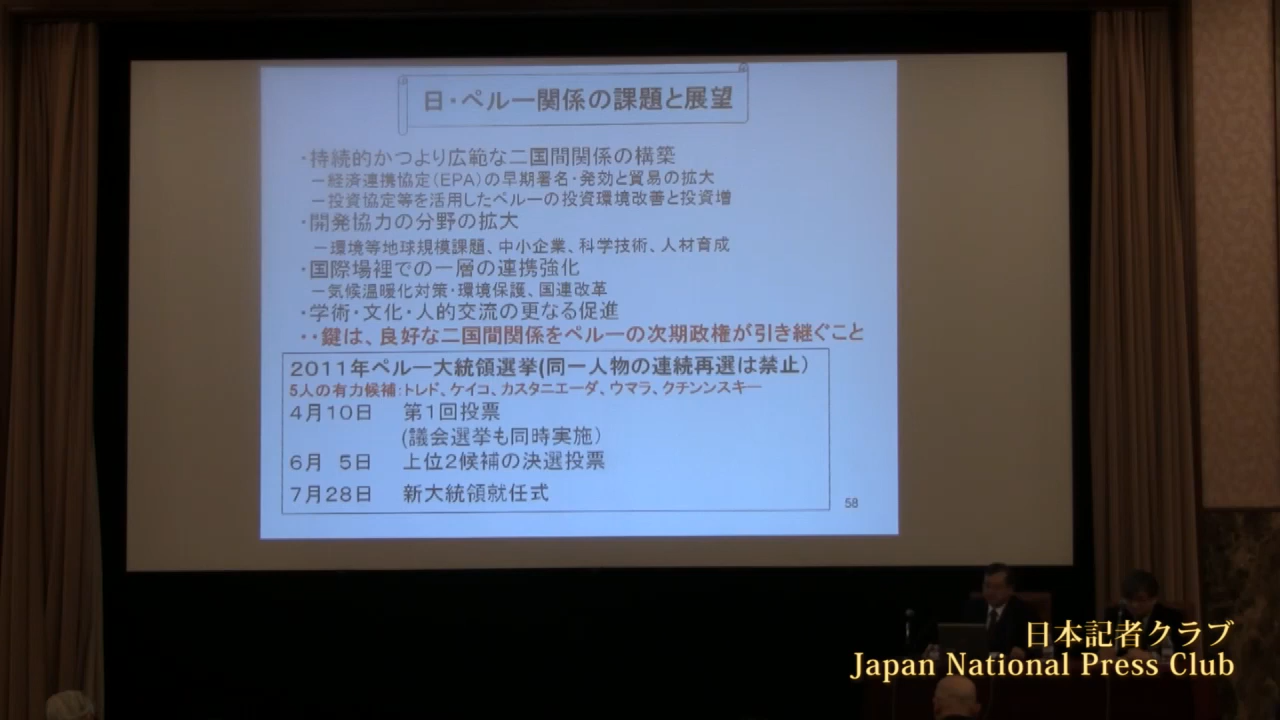 日・ペルー関係の課題と展望
・持続的かつより広範な二国間関係の構築
－経済連携協定（EPA）の早期署名・発効と貿易の拡大
－投資協定等を活用したペルーの投資環境改善と投資増
・開発協力の分野の拡大
－環境等地球規模課題、中小企業、科学技術、人材育成
・国際場裡での一層の連携強化
－気候温暖化対策・環境保護、国連改革
・学術・文化・人的交流の更なる促進
・・鍵は、良好な二国間関係をペルーの次期政権が引き継ぐこと
２０１１年ペルー大統領選挙(同一人物の連続再選は禁止）
5人の有力候補：トレド、ケイコ、カスタニエーダ、ウマラ、クチンンスキー
４月１０日　第１回投票
(議会選挙も同時実施）
６月　５日　上位２候補の決選投票
７月２８日　新大統領就任式
58
日本記者クラブ
Japan National Press Club